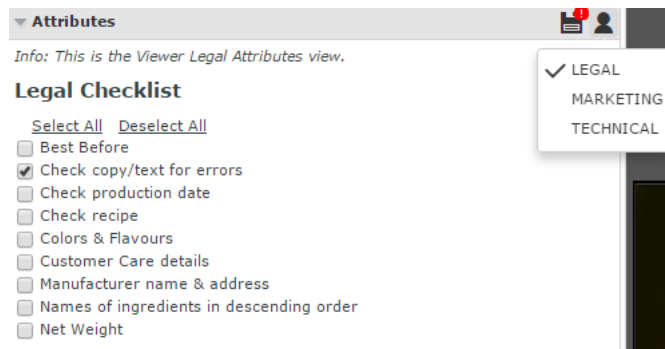 Attributes
!
Info: This is the Viewer Legal Attributes view.
Legal Checklist
Select All Deselect All
Best Before
Check copy/text for errors
Check production date
Check recipe
Colors & Flavours
Customer Care details
Manufacturer name & address
Names of ingredients in descending order
Net Weight
LEGAL
MARKETING
TECHNICAL